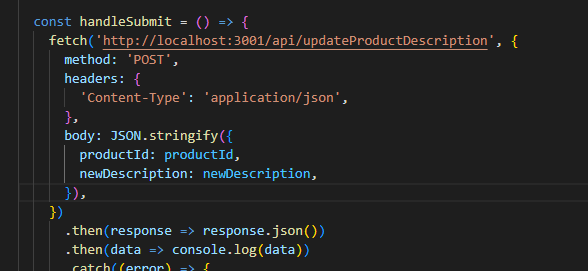 const handleSubmit = () => {
fetch('http://localhost:3001/api/updateProductDescription', {
method: 'POST',
headers: {
'Content-Type': 'application/json',
},
body: JSON.stringify({
productId: productId,
newDescription: newDescription,
}),
})
.then(response => response.json())
.then(data => console.log(data))
.catch((error) => {